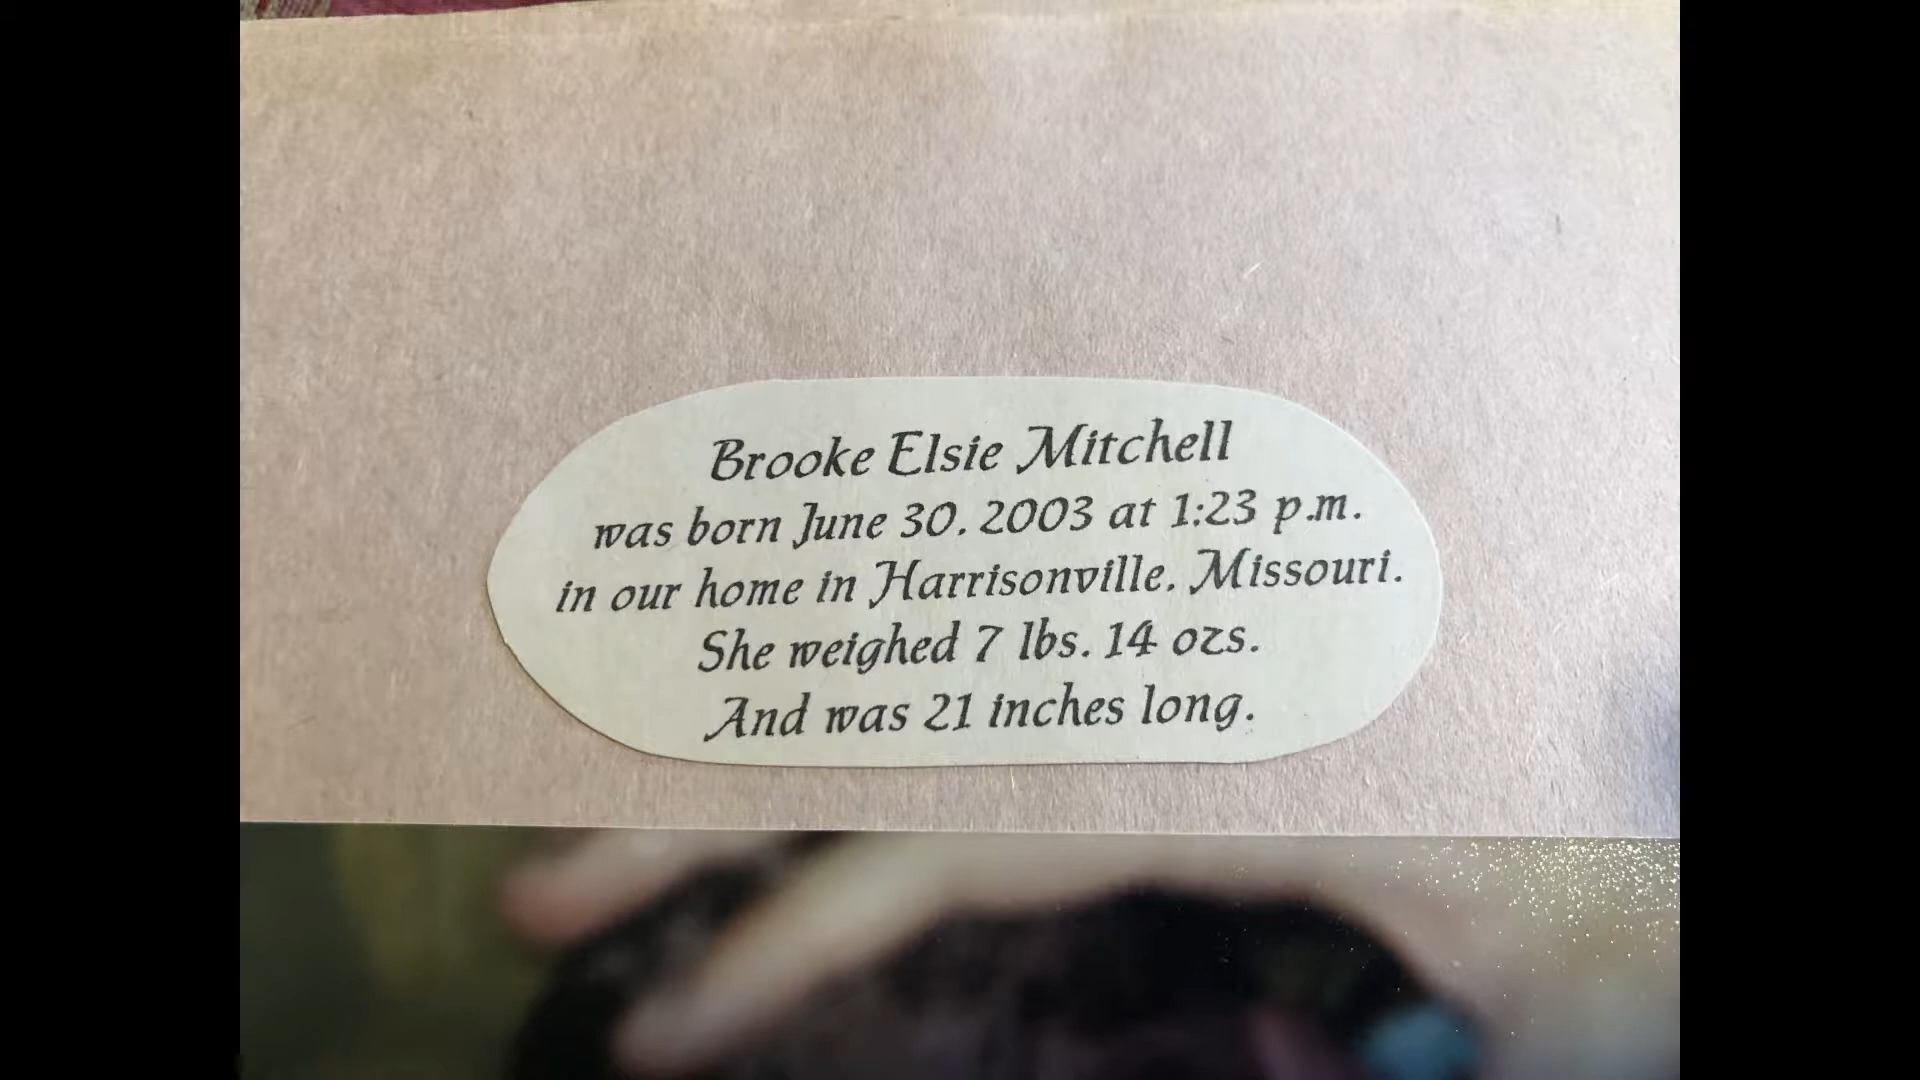 Brooke Elsie Mitchell
was born June 30, 2003 at 1:23 p.m.
in our home in Harrisonville, Missouri.
She weighed 7 lbs. 14 ozs.
And was 21 inches long.